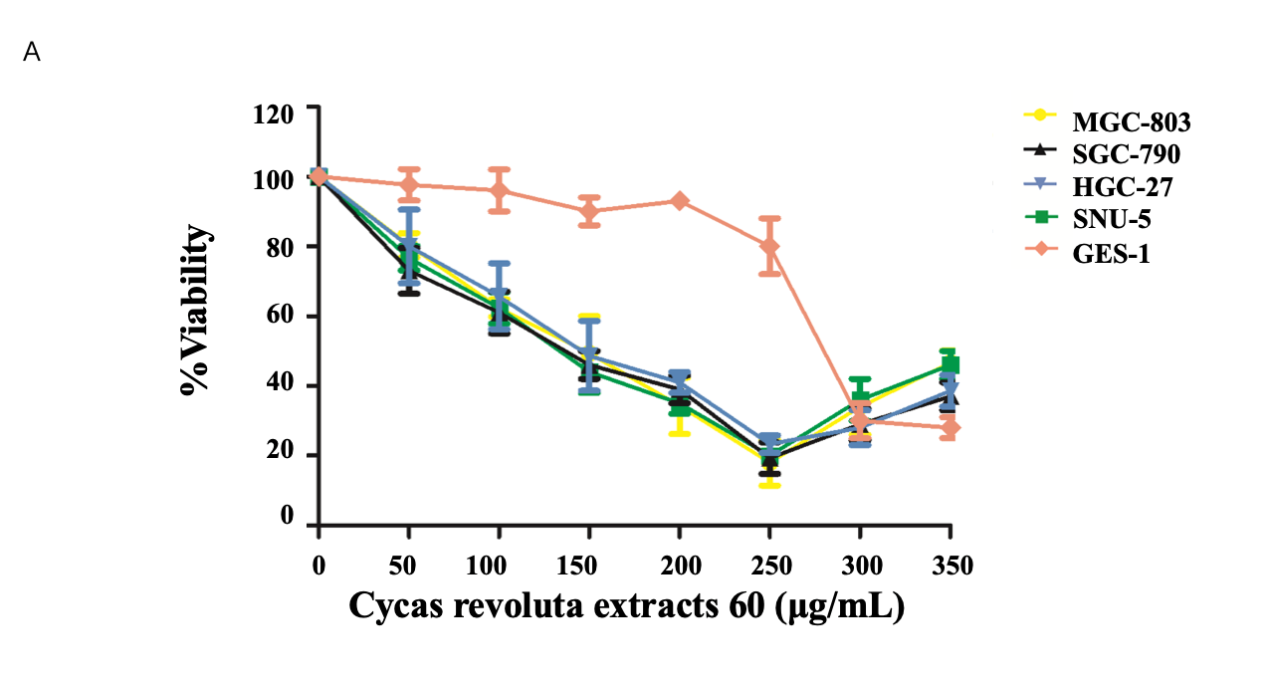 A
120
100
80
60
40
20
0
%Viability
0 50 100 150 200 250 300 350
Cycas revoluta extracts 60 (μg/mL)
MGC-803
SGC-790
HGC-27
SNU-5
GES-1